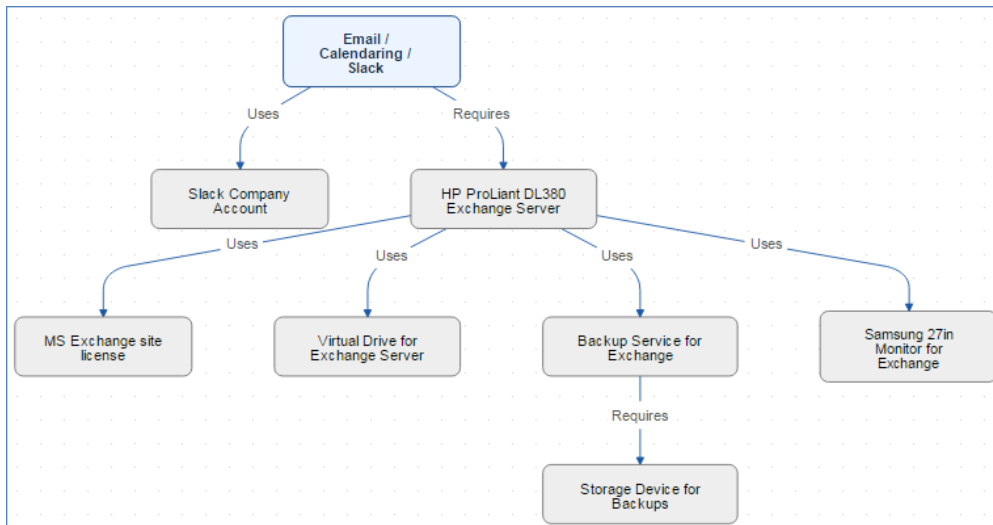 Email /
Calendaring /
Slack
Uses
Requires
Slack Company
Account
HP ProLiant DL380
Exchange Server
Uses
Uses
Uses
Uses
MS Exchange site
license
Virtual Drive for
Exchange Server
Backup Service for
Exchange
Samsung 27in
Monitor for
Exchange
Requires
Storage Device for
Backups